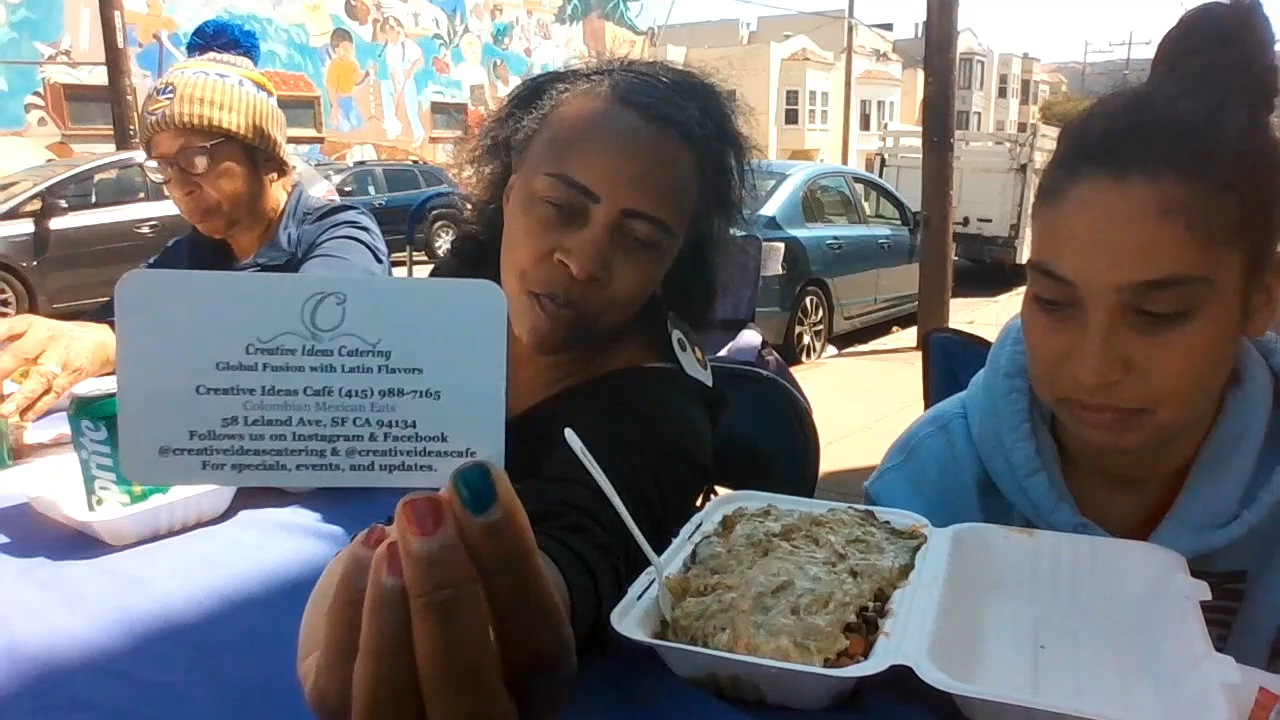 C
Creative Ideas Catering
Global Fusion with Latin Flavors
Creative Ideas Café (415) 988-7165
Colombian Mexican Eats
58 Leland Ave, SF CA 94134
Follows us on Instagram & Facebook
@creativeideascatering & @creativeideascafe
For specials, events, and updates.
Sprite